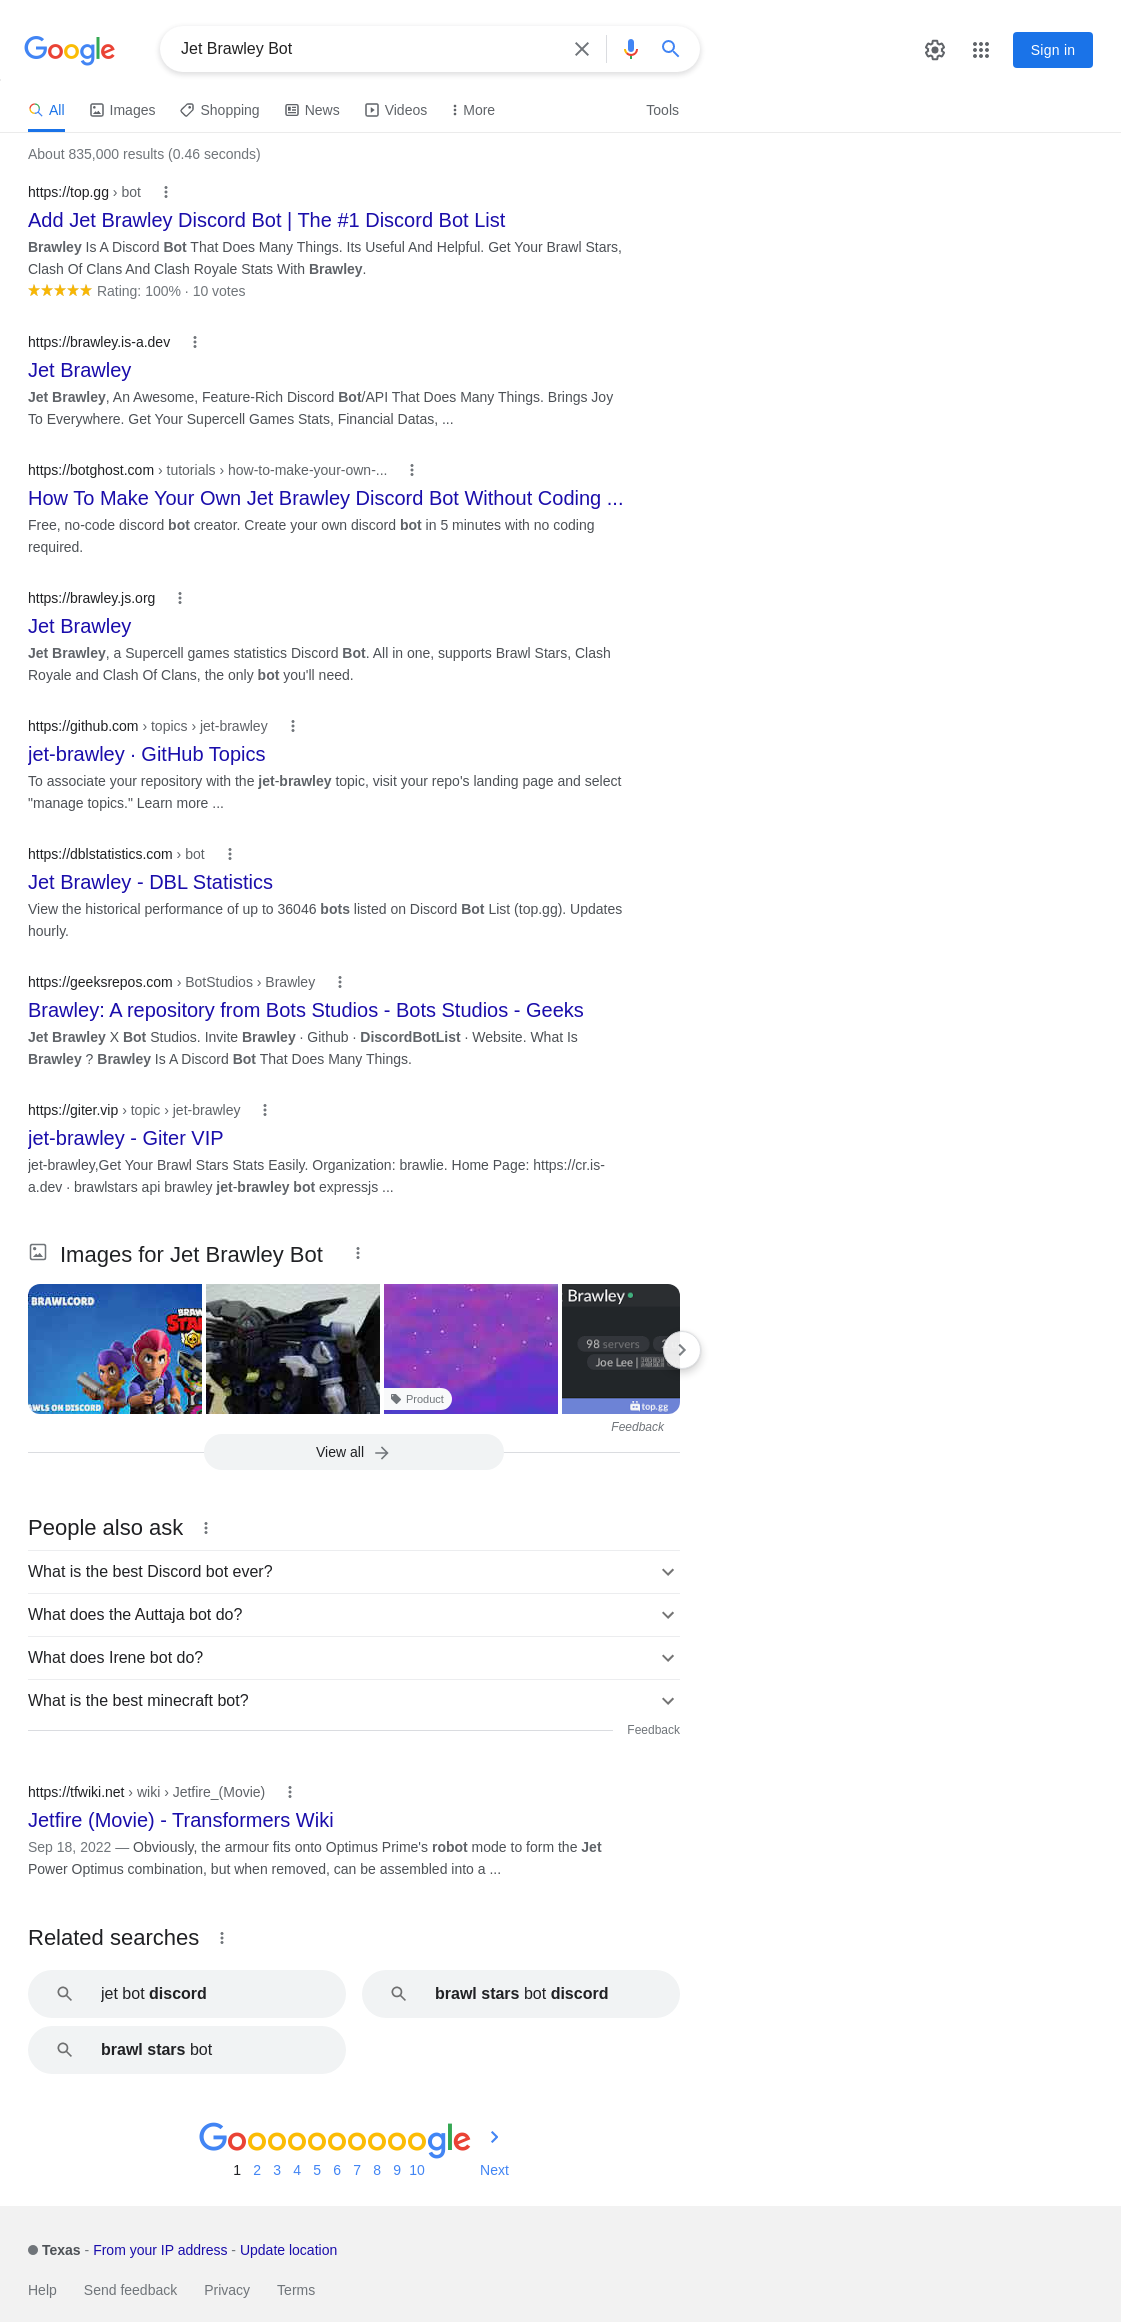 Google
Jet Brawley Bot
Sign in
All
Images
Shopping
News
Videos
More
Tools
About 835,000 results (0.46 seconds)
https://top.gg › bot
Add Jet Brawley Discord Bot | The #1 Discord Bot List
Brawley Is A Discord Bot That Does Many Things. Its Useful And Helpful. Get Your Brawl Stars,
Clash Of Clans And Clash Royale Stats With Brawley.
Rating: 100% · 10 votes
https://brawley.is-a.dev
Jet Brawley
Jet Brawley, An Awesome, Feature-Rich Discord Bot/API That Does Many Things. Brings Joy
To Everywhere. Get Your Supercell Games Stats, Financial Datas, ...
https://botghost.com › tutorials › how-to-make-your-own-...
How To Make Your Own Jet Brawley Discord Bot Without Coding ...
Free, no-code discord bot creator. Create your own discord bot in 5 minutes with no coding
required.
https://brawley.js.org
Jet Brawley
Jet Brawley, a Supercell games statistics Discord Bot. All in one, supports Brawl Stars, Clash
Royale and Clash Of Clans, the only bot you'll need.
https://github.com › topics › jet-brawley
jet-brawley · GitHub Topics
To associate your repository with the jet-brawley topic, visit your repo's landing page and select
"manage topics." Learn more ...
https://dblstatistics.com › bot
Jet Brawley - DBL Statistics
View the historical performance of up to 36046 bots listed on Discord Bot List (top.gg). Updates
hourly.
https://geeksrepos.com › BotStudios › Brawley
Brawley: A repository from Bots Studios - Bots Studios - Geeks
Jet Brawley X Bot Studios. Invite Brawley · Github · DiscordBotList · Website. What Is
Brawley ? Brawley Is A Discord Bot That Does Many Things.
https://giter.vip › topic › jet-brawley
jet-brawley - Giter VIP
jet-brawley,Get Your Brawl Stars Stats Easily. Organization: brawlie. Home Page: https://cr.is-
a.dev · brawlstars api brawley jet-brawley bot expressjs ...
Images for Jet Brawley Bot
BRAWLCORD
BRAW
STA
AWLS ON DISCORD
Product
Brawley
98 servers
Joe Lee |
top.gg
Feedback
View all
People also ask
What is the best Discord bot ever?
What does the Auttaja bot do?
What does Irene bot do?
What is the best minecraft bot?
Feedback
https://tfwiki.net › wiki › Jetfire_(Movie)
Jetfire (Movie) - Transformers Wiki
Sep 18, 2022 — Obviously, the armour fits onto Optimus Prime's robot mode to form the Jet
Power Optimus combination, but when removed, can be assembled into a ...
Related searches
jet bot discord
brawl stars bot discord
brawl stars bot
Goooooooooogle
1 2 3 4 5 6 7 8 9 10 Next
Texas - From your IP address - Update location
Help Send feedback Privacy Terms